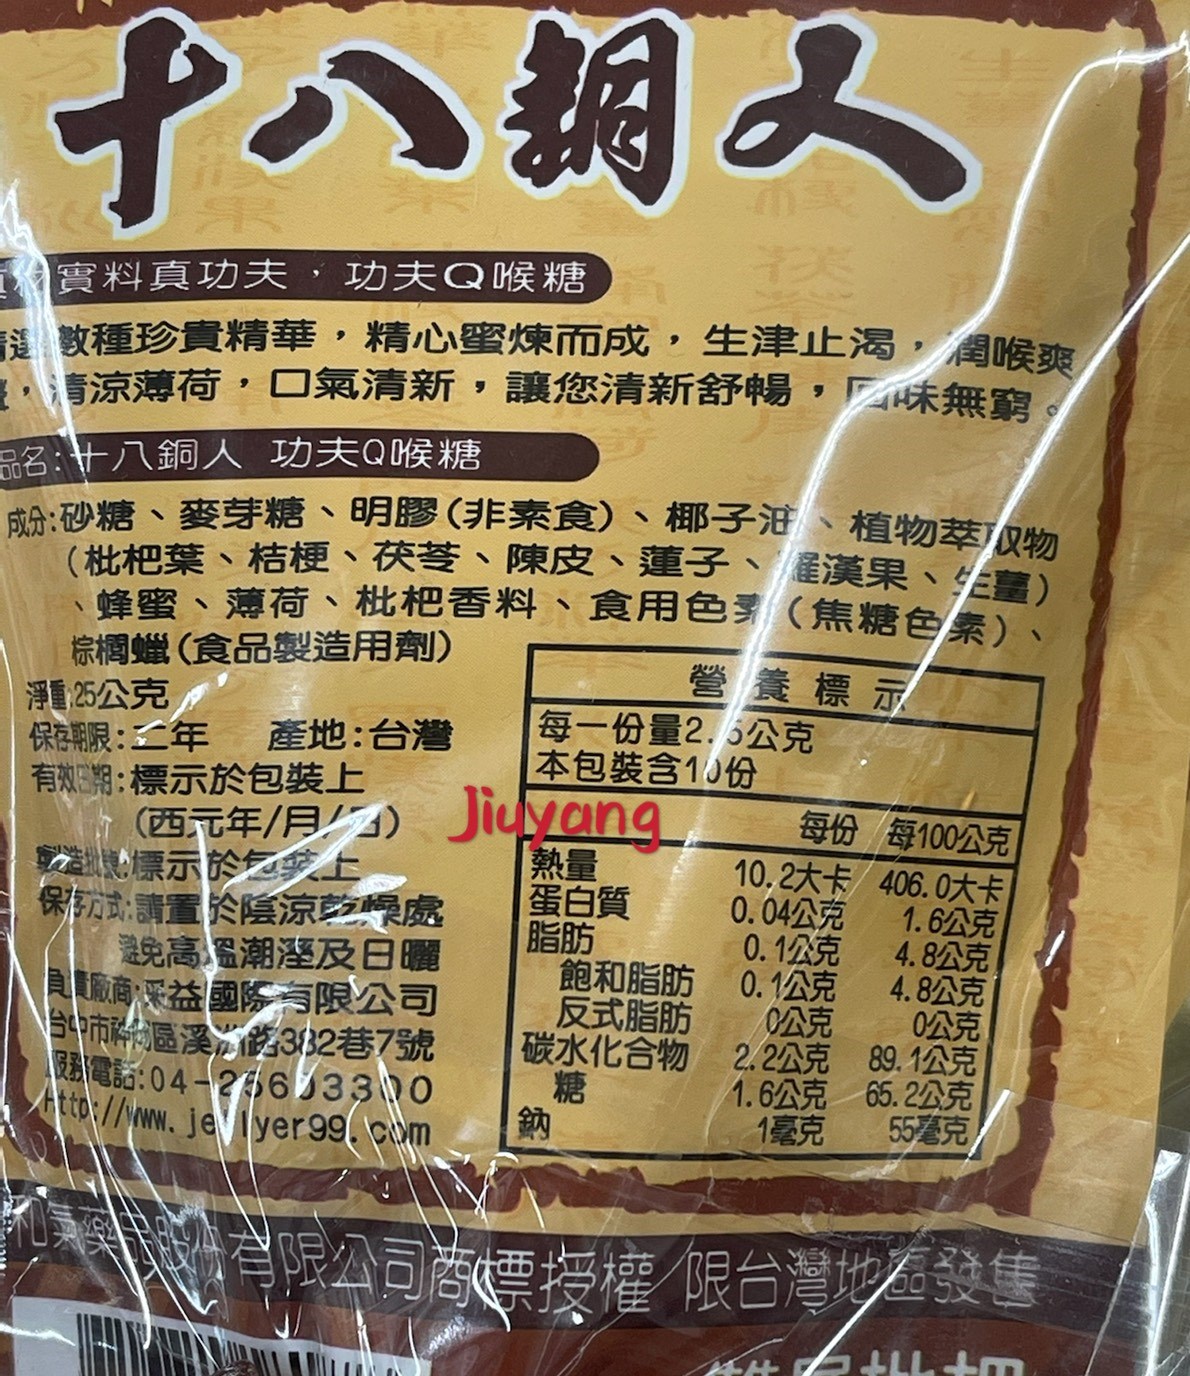 十八銅人
實料真功夫，功夫Q喉糖
數種珍貴精華，精心蜜煉而成，生津止渴，潤喉爽
，清涼薄荷，口氣清新，讓您清新舒暢，回味無窮。
品名:十八銅人 功夫Q喉糖
成分:砂糖、麥芽糖、明膠(非素食)、椰子油、植物萃取物
(枇杷葉、桔梗、茯苓、陳皮、蓮子、羅漢果、生薑)
、蜂蜜、薄荷、枇杷香料、食用色素(焦糖色素)、
棕櫚蠟(食品製造用劑)
淨重:25公克
保存期限:二年 產地:台灣
有效日期:標示於包裝上
(西元年/月/日)
製造批號:標示於包裝上
保存方式:請置於陰涼乾燥處
避免高溫潮溼及日曬
負責廠商:采益國際有限公司
台中市神岡區溪洲路382巷7號
服務電話:04-25603300
Http://www.jellyer99.com
營養標示
每一份量2.5公克
本包裝含10份
每份 每100公克
熱量 10.2大卡 406.0大卡
蛋白質 0.04公克 1.6公克
脂肪 0.1公克 4.8公克
飽和脂肪 0.1公克 4.8公克
反式脂肪 0公克 0公克
碳水化合物 2.2公克 89.1公克
糖 1.6公克 65.2公克
鈉 1毫克 55毫克
Jiuyang
和氣藥品股份有限公司商標授權 限台灣地區發售